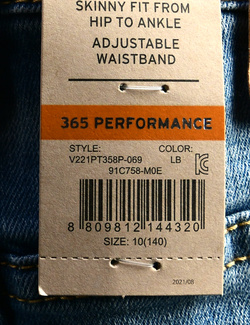 SKINNY FIT FROM
HIP TO ANKLE
ADJUSTABLE
WAISTBAND
365 PERFORMANCE
STYLE: COLOR:
V221PT358P-069 LB
91C758-M0E
8 809812 144320
SIZE: 10(140)
2021/08